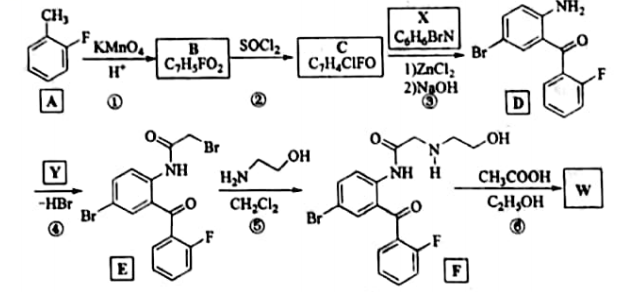 CH₃
F
A
KMnO₄
H⁺
①
B
C₇H₅FO₂
SOCl₂
②
C
C₇H₄ClFO
X
C₆H₆BrN
1)ZnCl₂
2)NaOH
③
NH₂
Br
O
F
D
Y
-HBr
④
O
Br
NH
Br
O
F
E
H₂N
OH
CH₂Cl₂
⑤
O
N
H
OH
NH
Br
O
F
F
CH₃COOH
C₂H₅OH
⑥
W